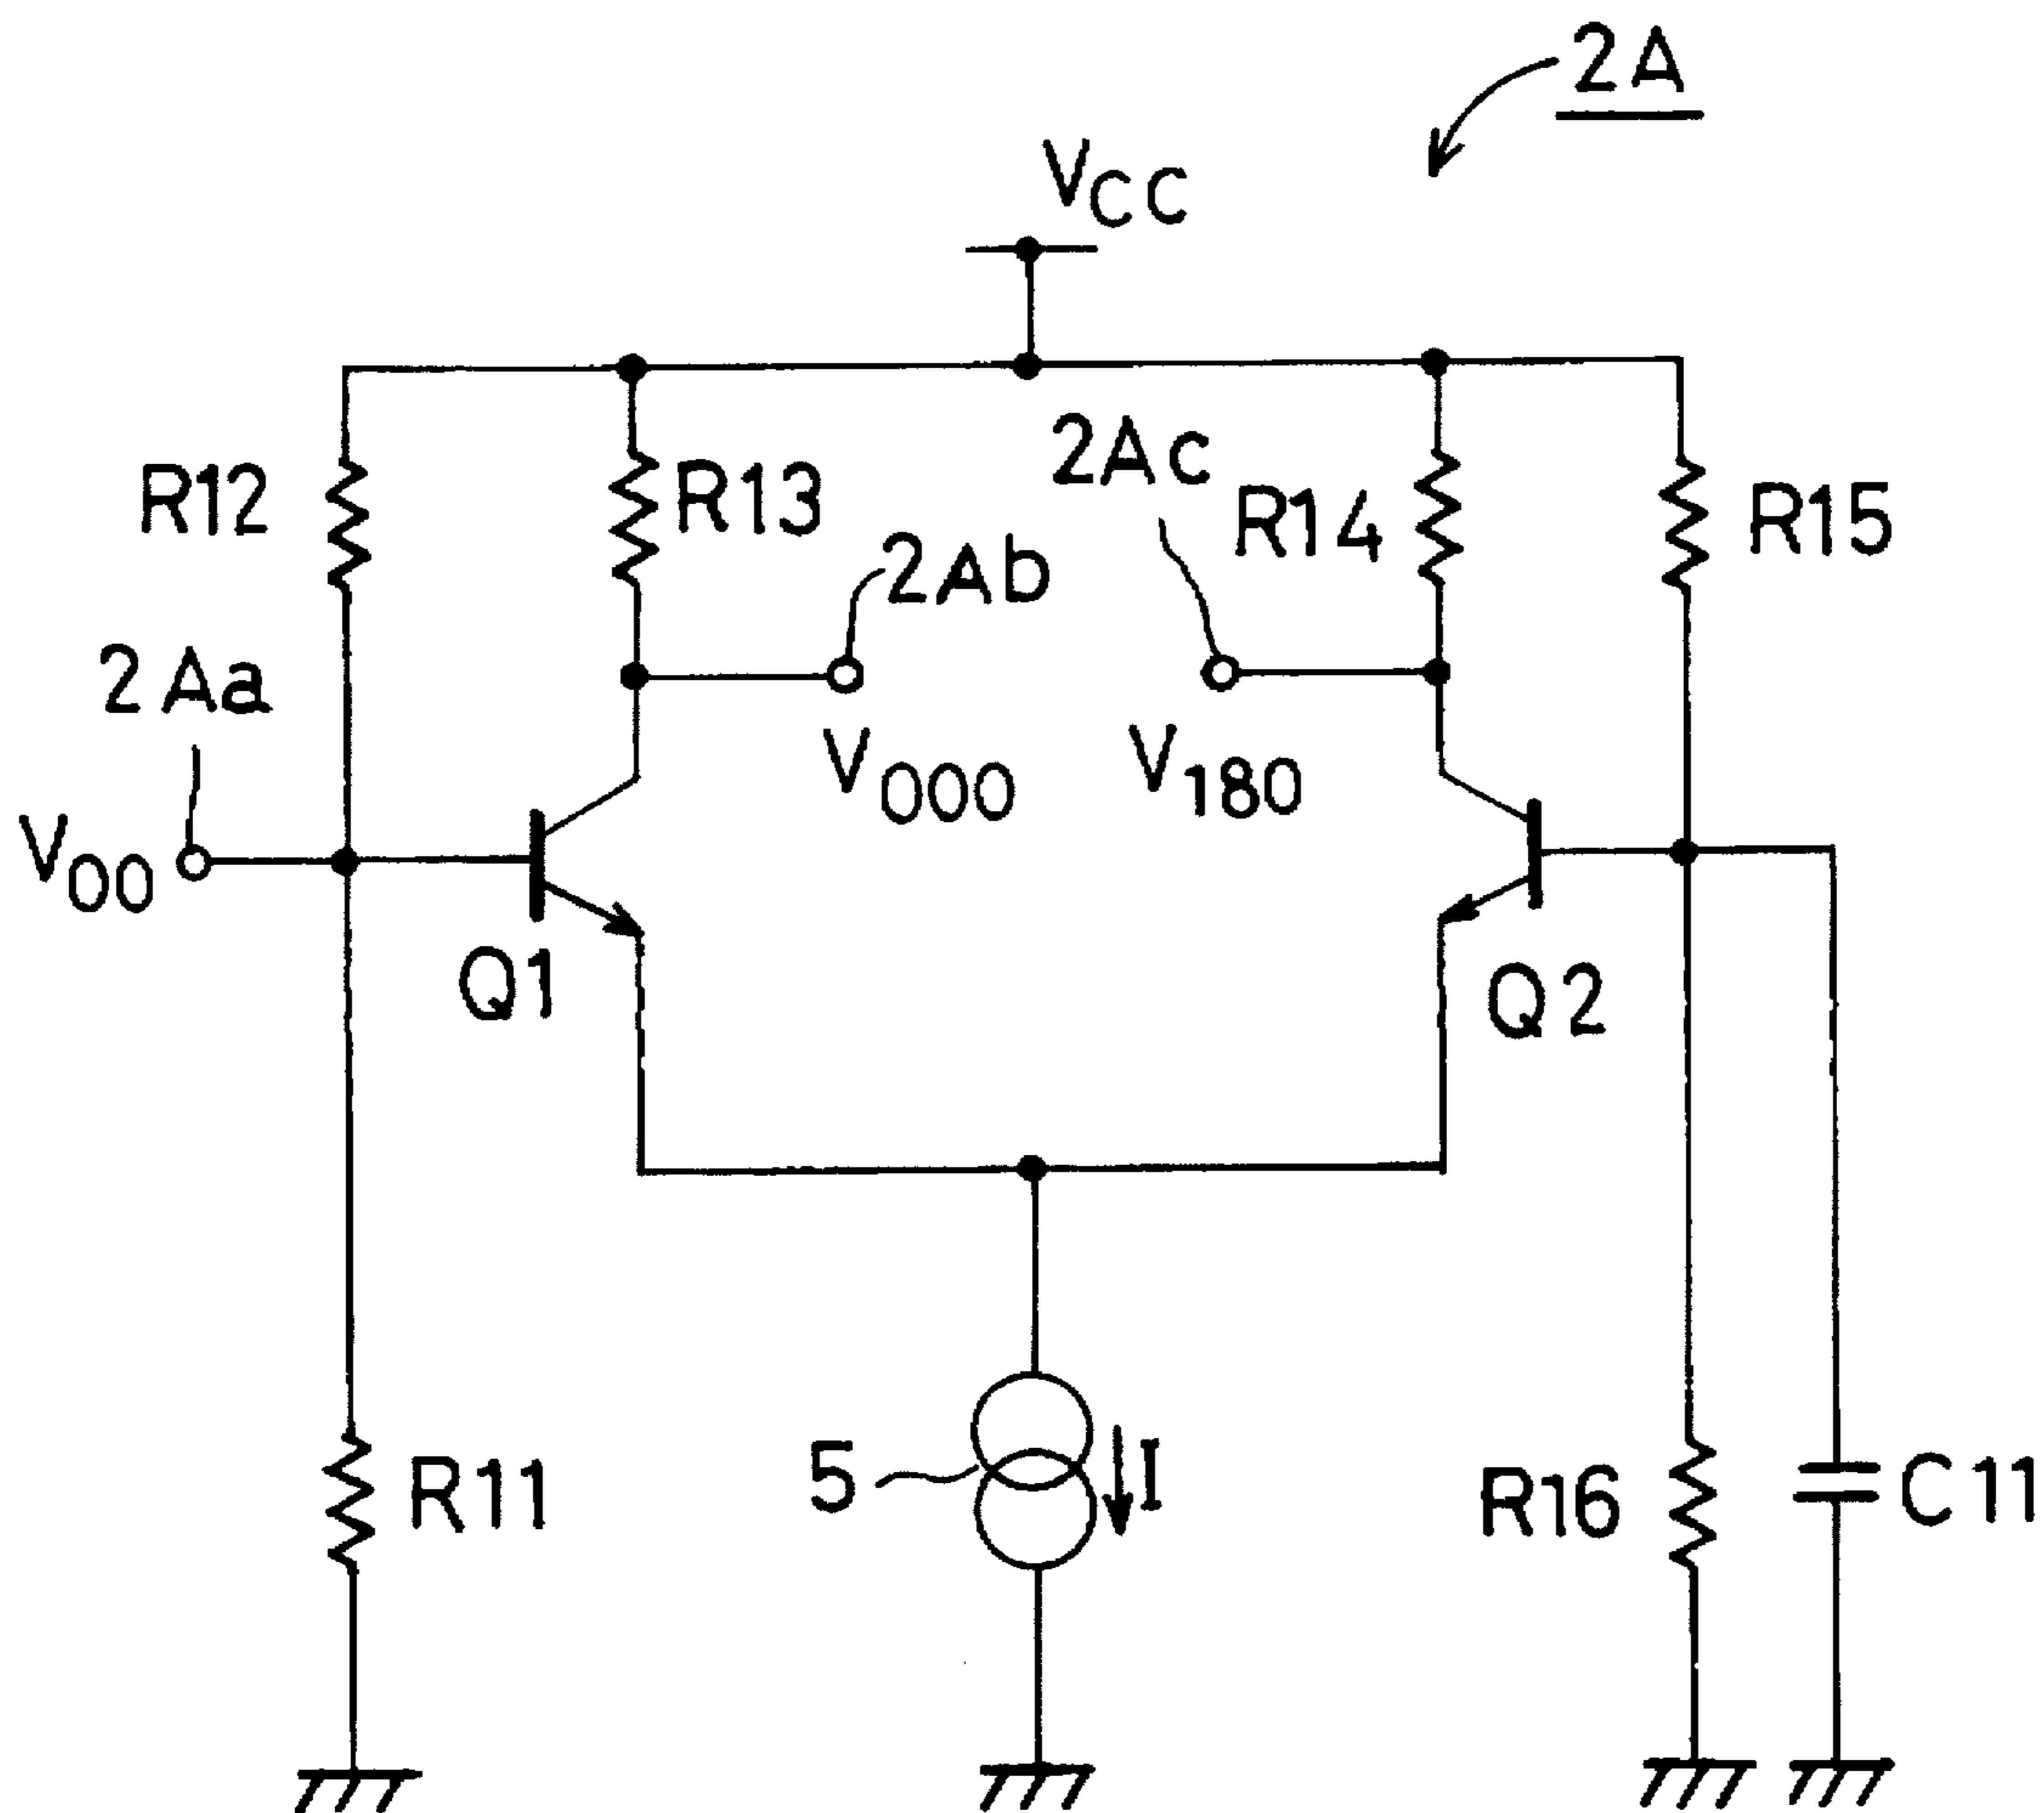 2A
VCC
2Ac
R12
R13
R14
R15
2Ab
2Aa
V000
V180
V00
Q1
Q2
5
I
R11
R16
C11